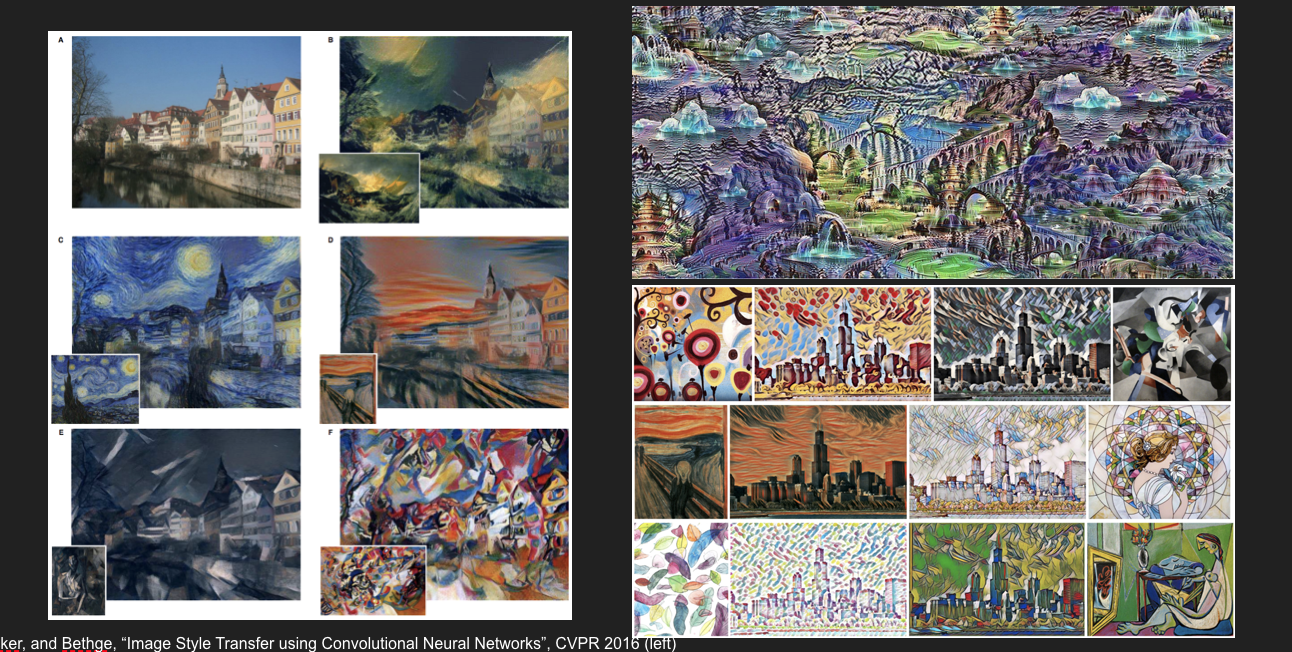 A
B
C
D
E
F
ker, and Bethge, “Image Style Transfer using Convolutional Neural Networks”, CVPR 2016 (left)